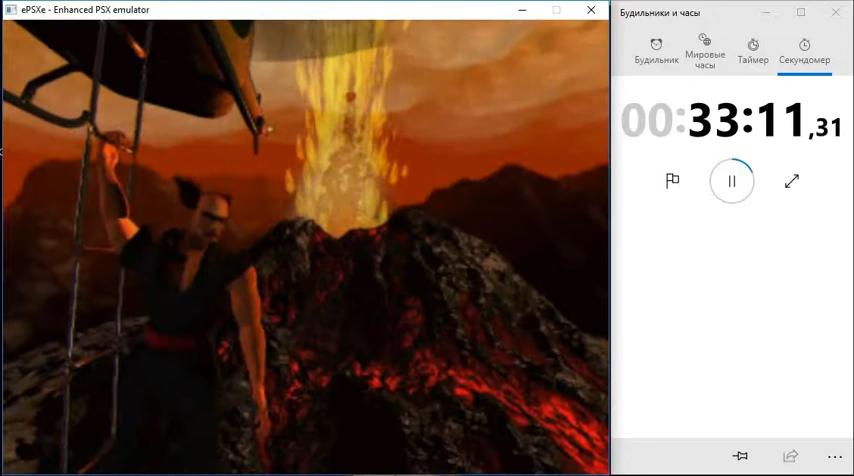 ePSXe - Enhanced PSX emulator
Будильники и часы
Будильник
Мировые
часы
Таймер
Секундомер
00:33:11,31